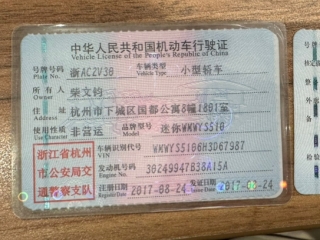 中华人民共和国机动车行驶证
Vehicle License of the People's Republic of China
号牌号码 浙ACZV38 车辆类型 小型轿车
Plate No. Vehicle Type
所有人 柴文钧
Owner
住址 杭州市下城区国都公寓8幢1801室
Address
使用性质 非营运 品牌型号 迷你WMWYS510
Use Character Model
浙江省杭州 车辆识别代号 WMWYS5106H3D67987
市公安局交 VIN
通警察支队 发动机号码 30249947B38A15A
Engine No.
注册日期 2017-08-24 发证日期 2017-08-24
Register Date Issue Date